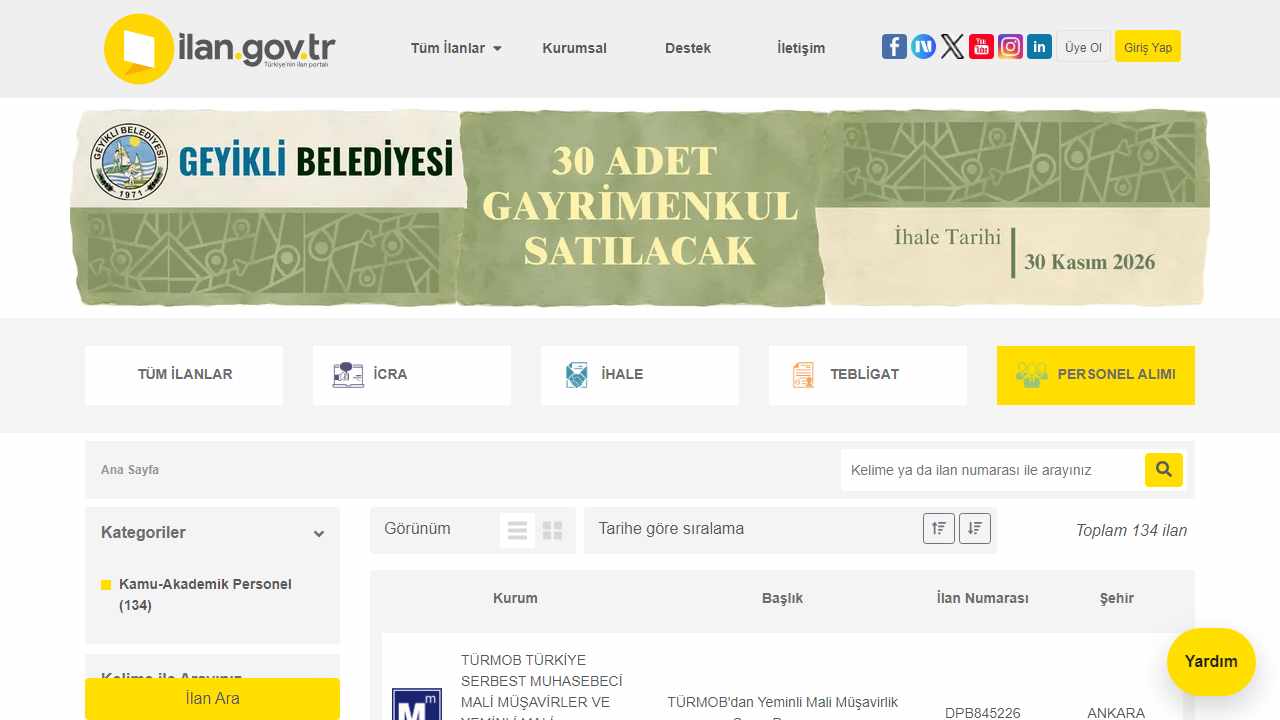 ilan.gov.tr
Türkiye'nin ilan portalı
Tüm İlanlar
Kurumsal
Destek
İletişim
Üye Ol
Giriş Yap
GEYİKLİ BELEDİYESİ
1971
GEYİKLİ BELEDİYESİ
30 ADET
GAYRİMENKUL
SATILACAK
İhale Tarihi
30 Kasım 2026
TÜM İLANLAR
İCRA
İHALE
TEBLİGAT
PERSONEL ALIMI
Ana Sayfa
Kelime ya da ilan numarası ile arayınız
Kategoriler
Görünüm
Tarihe göre sıralama
Toplam 134 ilan
Kamu-Akademik Personel
(134)
Kurum
Başlık
İlan Numarası
Şehir
TÜRMOB TÜRKİYE
SERBEST MUHASEBECİ
MALİ MÜŞAVİRLER VE
TÜRMOB'dan Yeminli Mali Müşavirlik
DPB845226
ANKARA
İlan Ara
Yardım